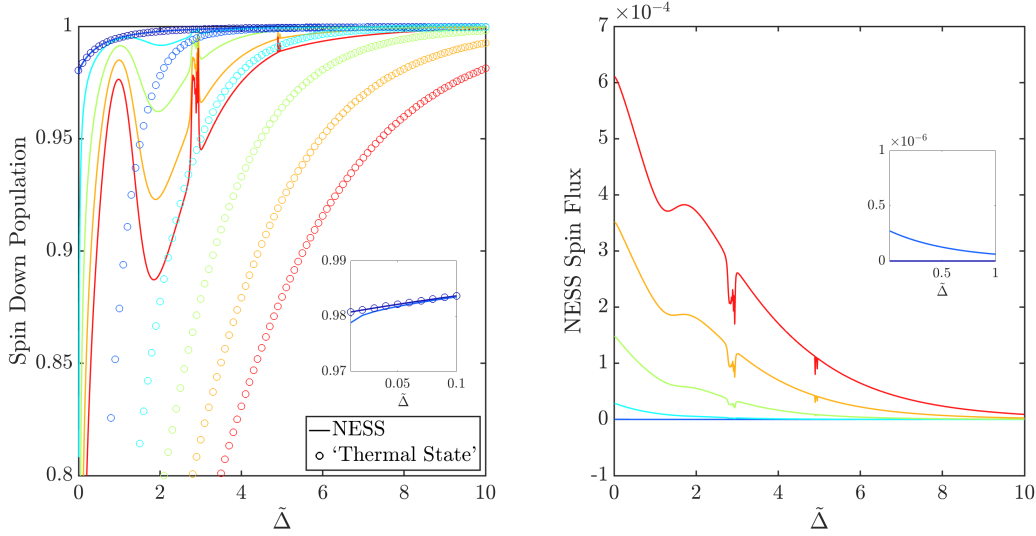 1
0.95
0.9
0.85
0.8
0 2 4 6 8 10
Spin Down Population
Δ̃
0.99
0.98
0.97
0.05 0.1
Δ̃
NESS
‘Thermal State’
×10⁻⁴
7
6
5
4
3
2
1
0
-1
0 2 4 6 8 10
NESS Spin Flux
Δ̃
×10⁻⁶
1
0.5
0
0.5 1
Δ̃